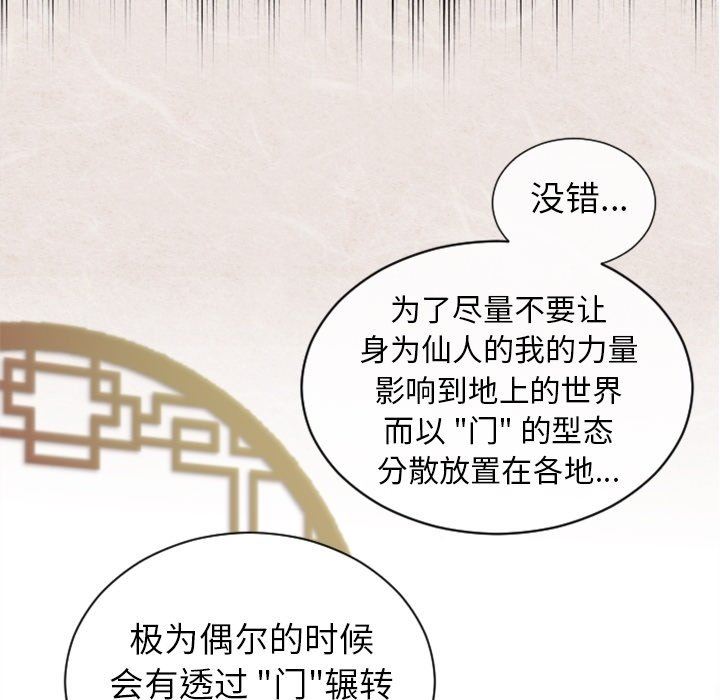 没错...
为了尽量不要让
身为仙人的我的力量
影响到地上的世界
而以 "门" 的型态
分散放置在各地...
极为偶尔的时候
会有透过 "门"辗转